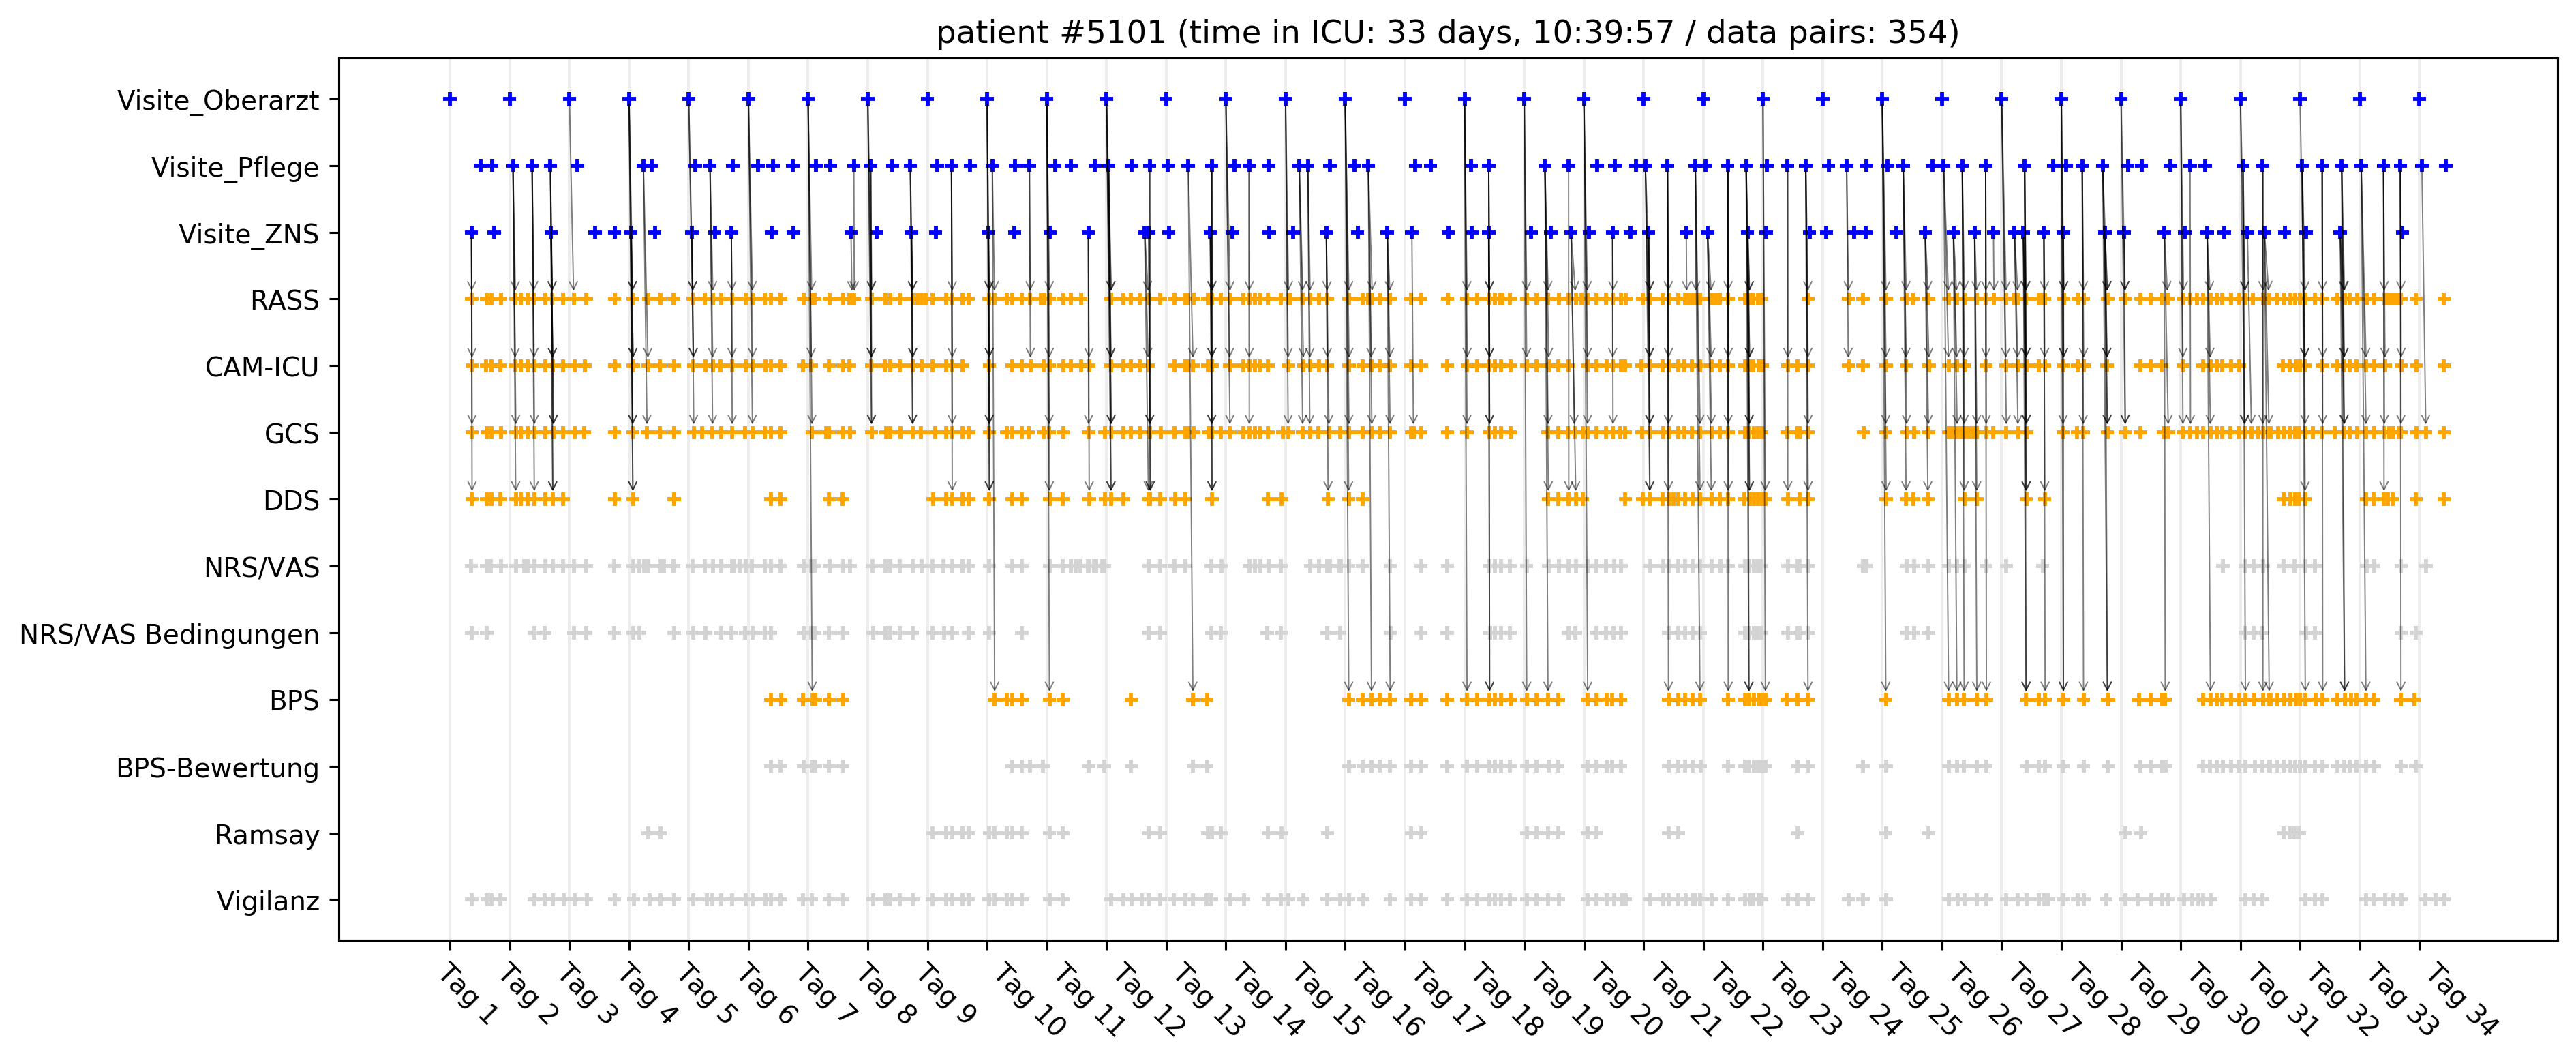 patient #5101 (time in ICU: 33 days, 10:39:57 / data pairs: 354)
Visite_Oberarzt
Visite_Pflege
Visite_ZNS
RASS
CAM-ICU
GCS
DDS
NRS/VAS
NRS/VAS Bedingungen
BPS
BPS-Bewertung
Ramsay
Vigilanz
Tag 1
Tag 2
Tag 3
Tag 4
Tag 5
Tag 6
Tag 7
Tag 8
Tag 9
Tag 10
Tag 11
Tag 12
Tag 13
Tag 14
Tag 15
Tag 16
Tag 17
Tag 18
Tag 19
Tag 20
Tag 21
Tag 22
Tag 23
Tag 24
Tag 25
Tag 26
Tag 27
Tag 28
Tag 29
Tag 30
Tag 31
Tag 32
Tag 33
Tag 34